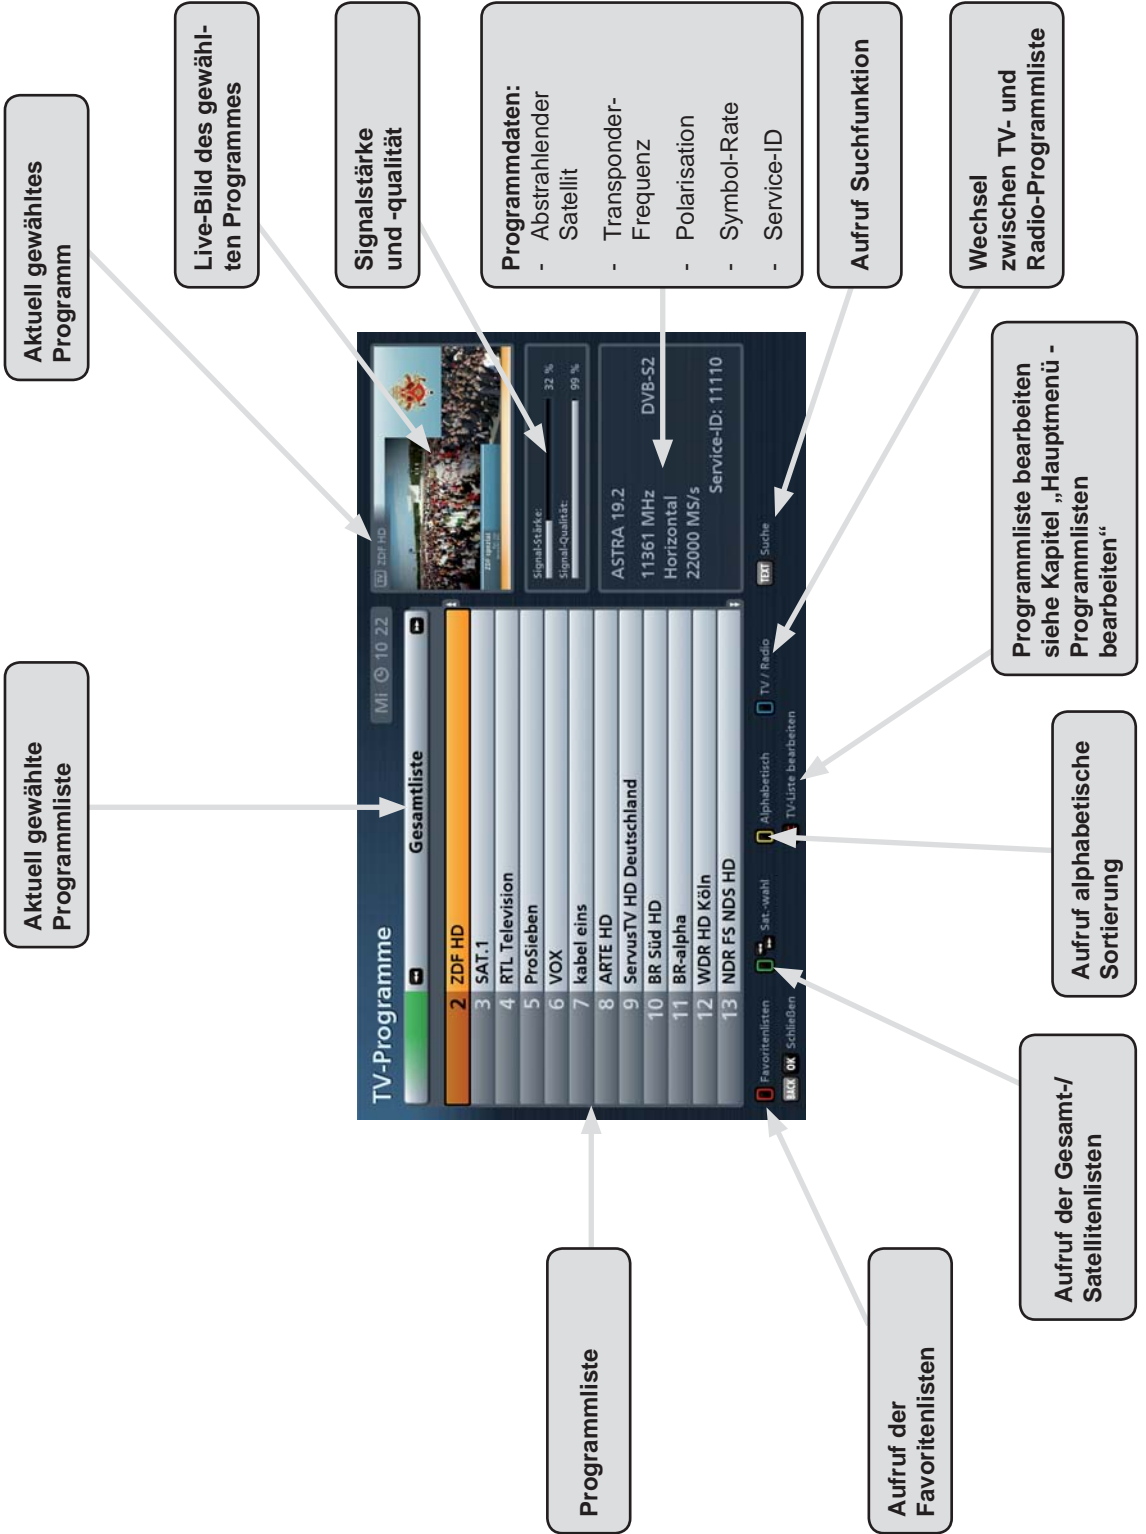 Aktuell gewählte
Programmliste
Aktuell gewähltes
Programm
Live-Bild des gewähl-
ten Programmes
Signalstärke
und -qualität
Programmdaten:
- Abstrahlender
Satellit
- Transponder-
Frequenz
- Polarisation
- Symbol-Rate
- Service-ID
Aufruf Suchfunktion
Wechsel
zwischen TV- und
Radio-Programmliste
Programmliste bearbeiten
siehe Kapitel „Hauptmenü -
Programmlisten
bearbeiten“
Aufruf alphabetische
Sortierung
Aufruf der Gesamt-/
Satellitenlisten
Aufruf der
Favoritenlisten
Programmliste
TV-Programme
Mi 10 22
Gesamtliste
2 ZDF HD
3 SAT.1
4 RTL Television
5 ProSieben
6 VOX
7 kabel eins
8 ARTE HD
9 ServusTV HD Deutschland
10 BR Süd HD
11 BR-alpha
12 WDR HD Köln
13 NDR FS NDS HD
TV ZDF HD
ZDF spezial
Signal-Stärke: 32 %
Signal-Qualität: 99 %
ASTRA 19.2
11361 MHz DVB-S2
Horizontal
22000 MS/s
Service-ID: 11110
Favoritenlisten Sat.-wahl Alphabetisch TV / Radio TEXT Suche
BACK OK Schließen TV-Liste bearbeiten